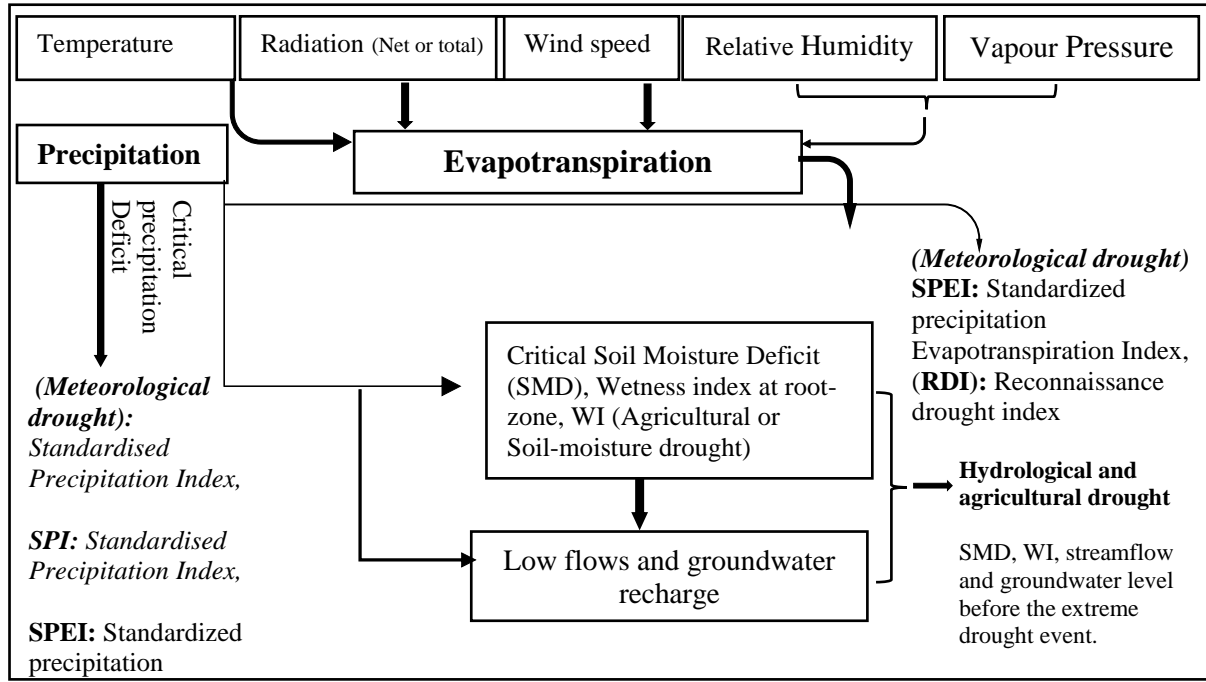 Temperature
Radiation (Net or total)
Wind speed
Relative Humidity
Vapour Pressure
Precipitation
Evapotranspiration
Critical
precipitation
Deficit
(Meteorological
drought):
Standardised
Precipitation Index,
SPI: Standardised
Precipitation Index,
SPEI: Standardized
precipitation
Critical Soil Moisture Deficit
(SMD), Wetness index at root-
zone, WI (Agricultural or
Soil-moisture drought)
Low flows and groundwater
recharge
(Meteorological drought)
SPEI: Standardized
precipitation
Evapotranspiration Index,
(RDI): Reconnaissance
drought index
Hydrological and
agricultural drought
SMD, WI, streamflow
and groundwater level
before the extreme
drought event.